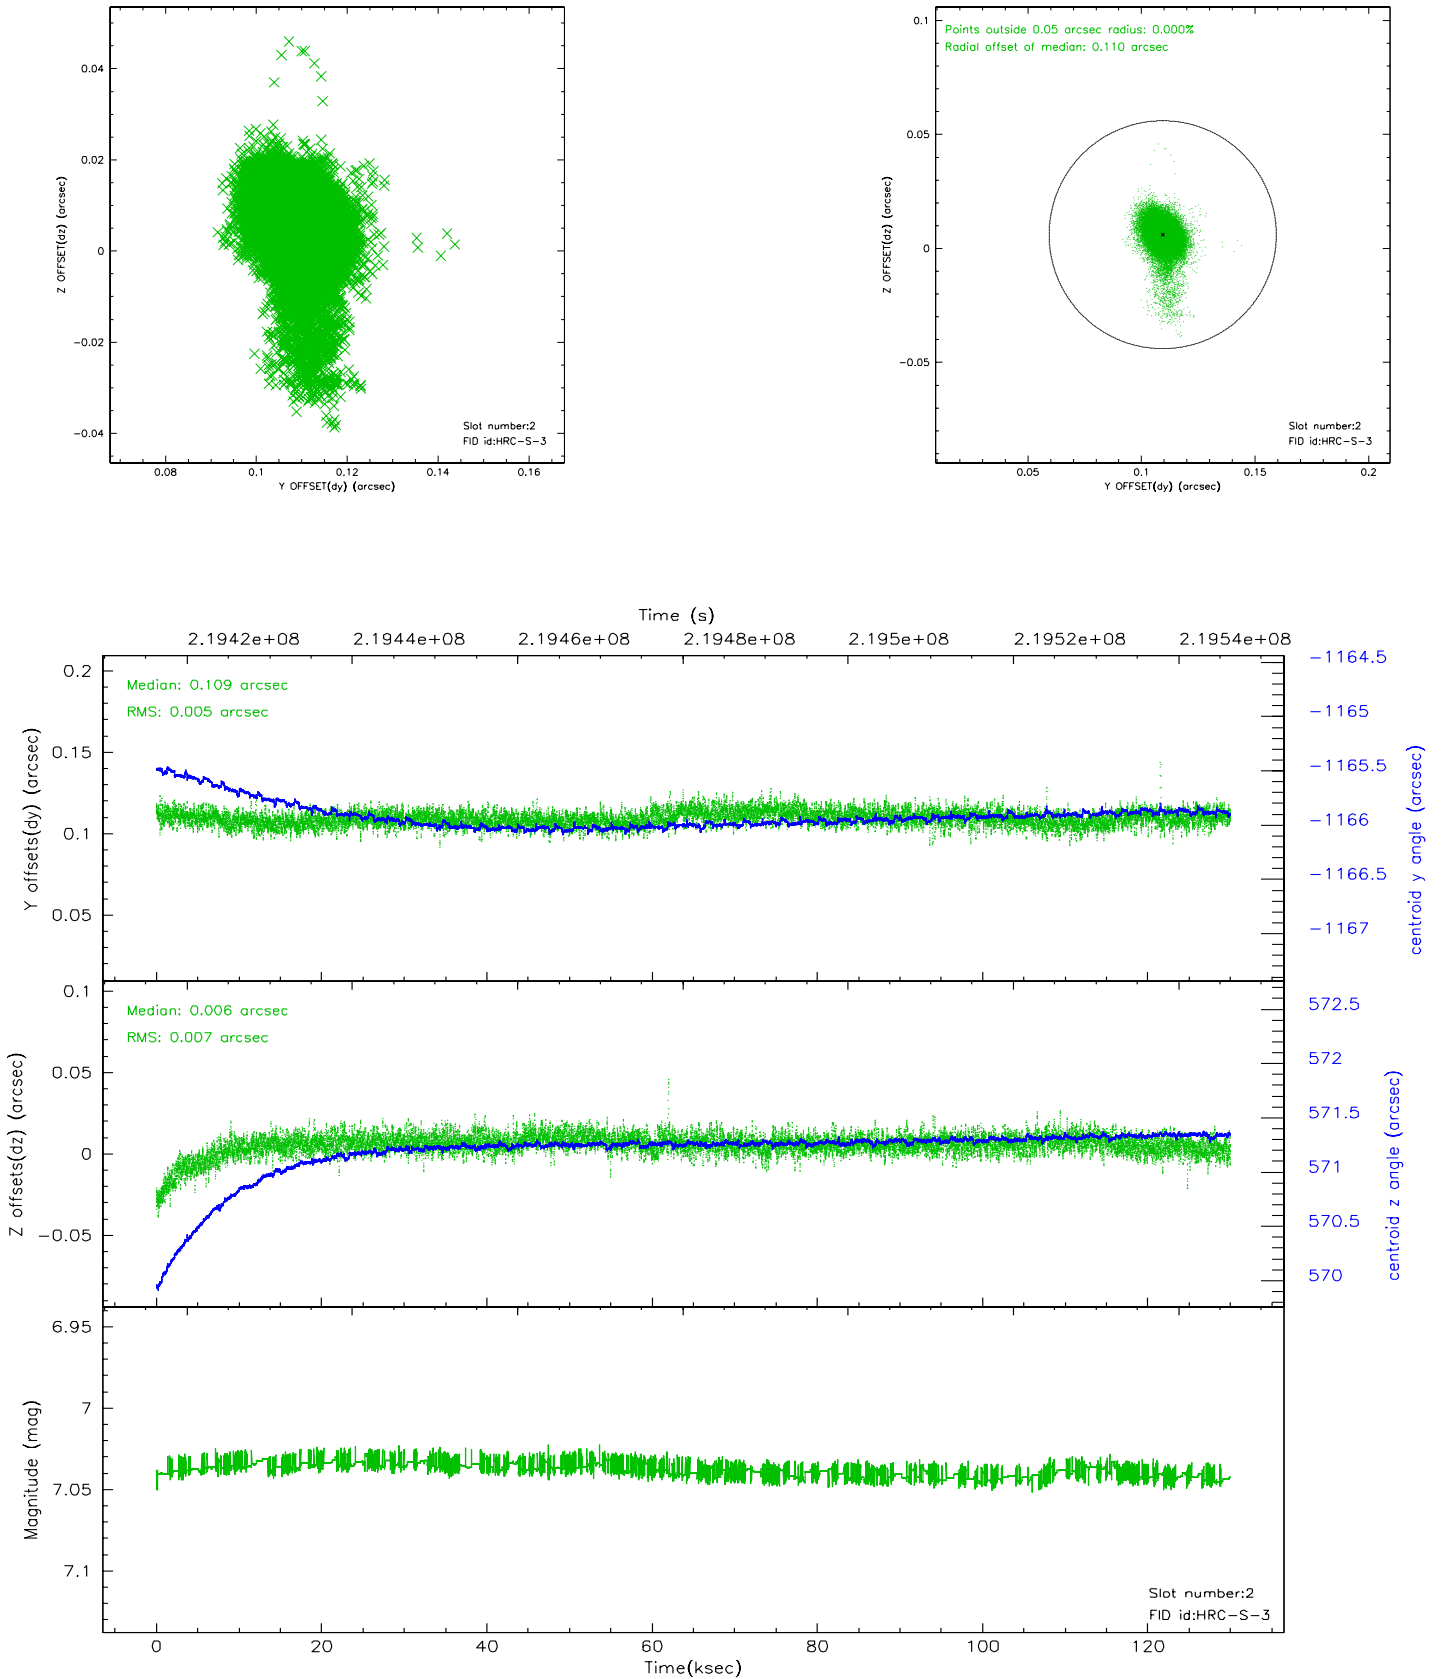 0.04
0.02
0
-0.02
-0.04
Z OFFSET(dz) (arcsec)
0.08
0.1
0.12
0.14
0.16
Y OFFSET(dy) (arcsec)
Slot number:2
FID id:HRC-S-3
Points outside 0.05 arcsec radius: 0.000%
Radial offset of median: 0.110 arcsec
0.1
0.05
0
-0.05
Z OFFSET(dz) (arcsec)
0.05
0.1
0.15
0.2
Y OFFSET(dy) (arcsec)
Slot number:2
FID id:HRC-S-3
Time (s)
2.1942e+08
2.1944e+08
2.1946e+08
2.1948e+08
2.195e+08
2.1952e+08
2.1954e+08
Median: 0.109 arcsec
RMS: 0.005 arcsec
0.2
0.15
0.1
0.05
Y offsets(dy) (arcsec)
-1164.5
-1165
-1165.5
-1166
-1166.5
-1167
centroid y angle (arcsec)
Median: 0.006 arcsec
RMS: 0.007 arcsec
0.1
0.05
0
-0.05
Z offsets(dz) (arcsec)
572.5
572
571.5
571
570.5
570
centroid z angle (arcsec)
6.95
7
7.05
7.1
Magnitude (mag)
Slot number:2
FID id:HRC-S-3
0
20
40
60
80
100
120
Time(ksec)